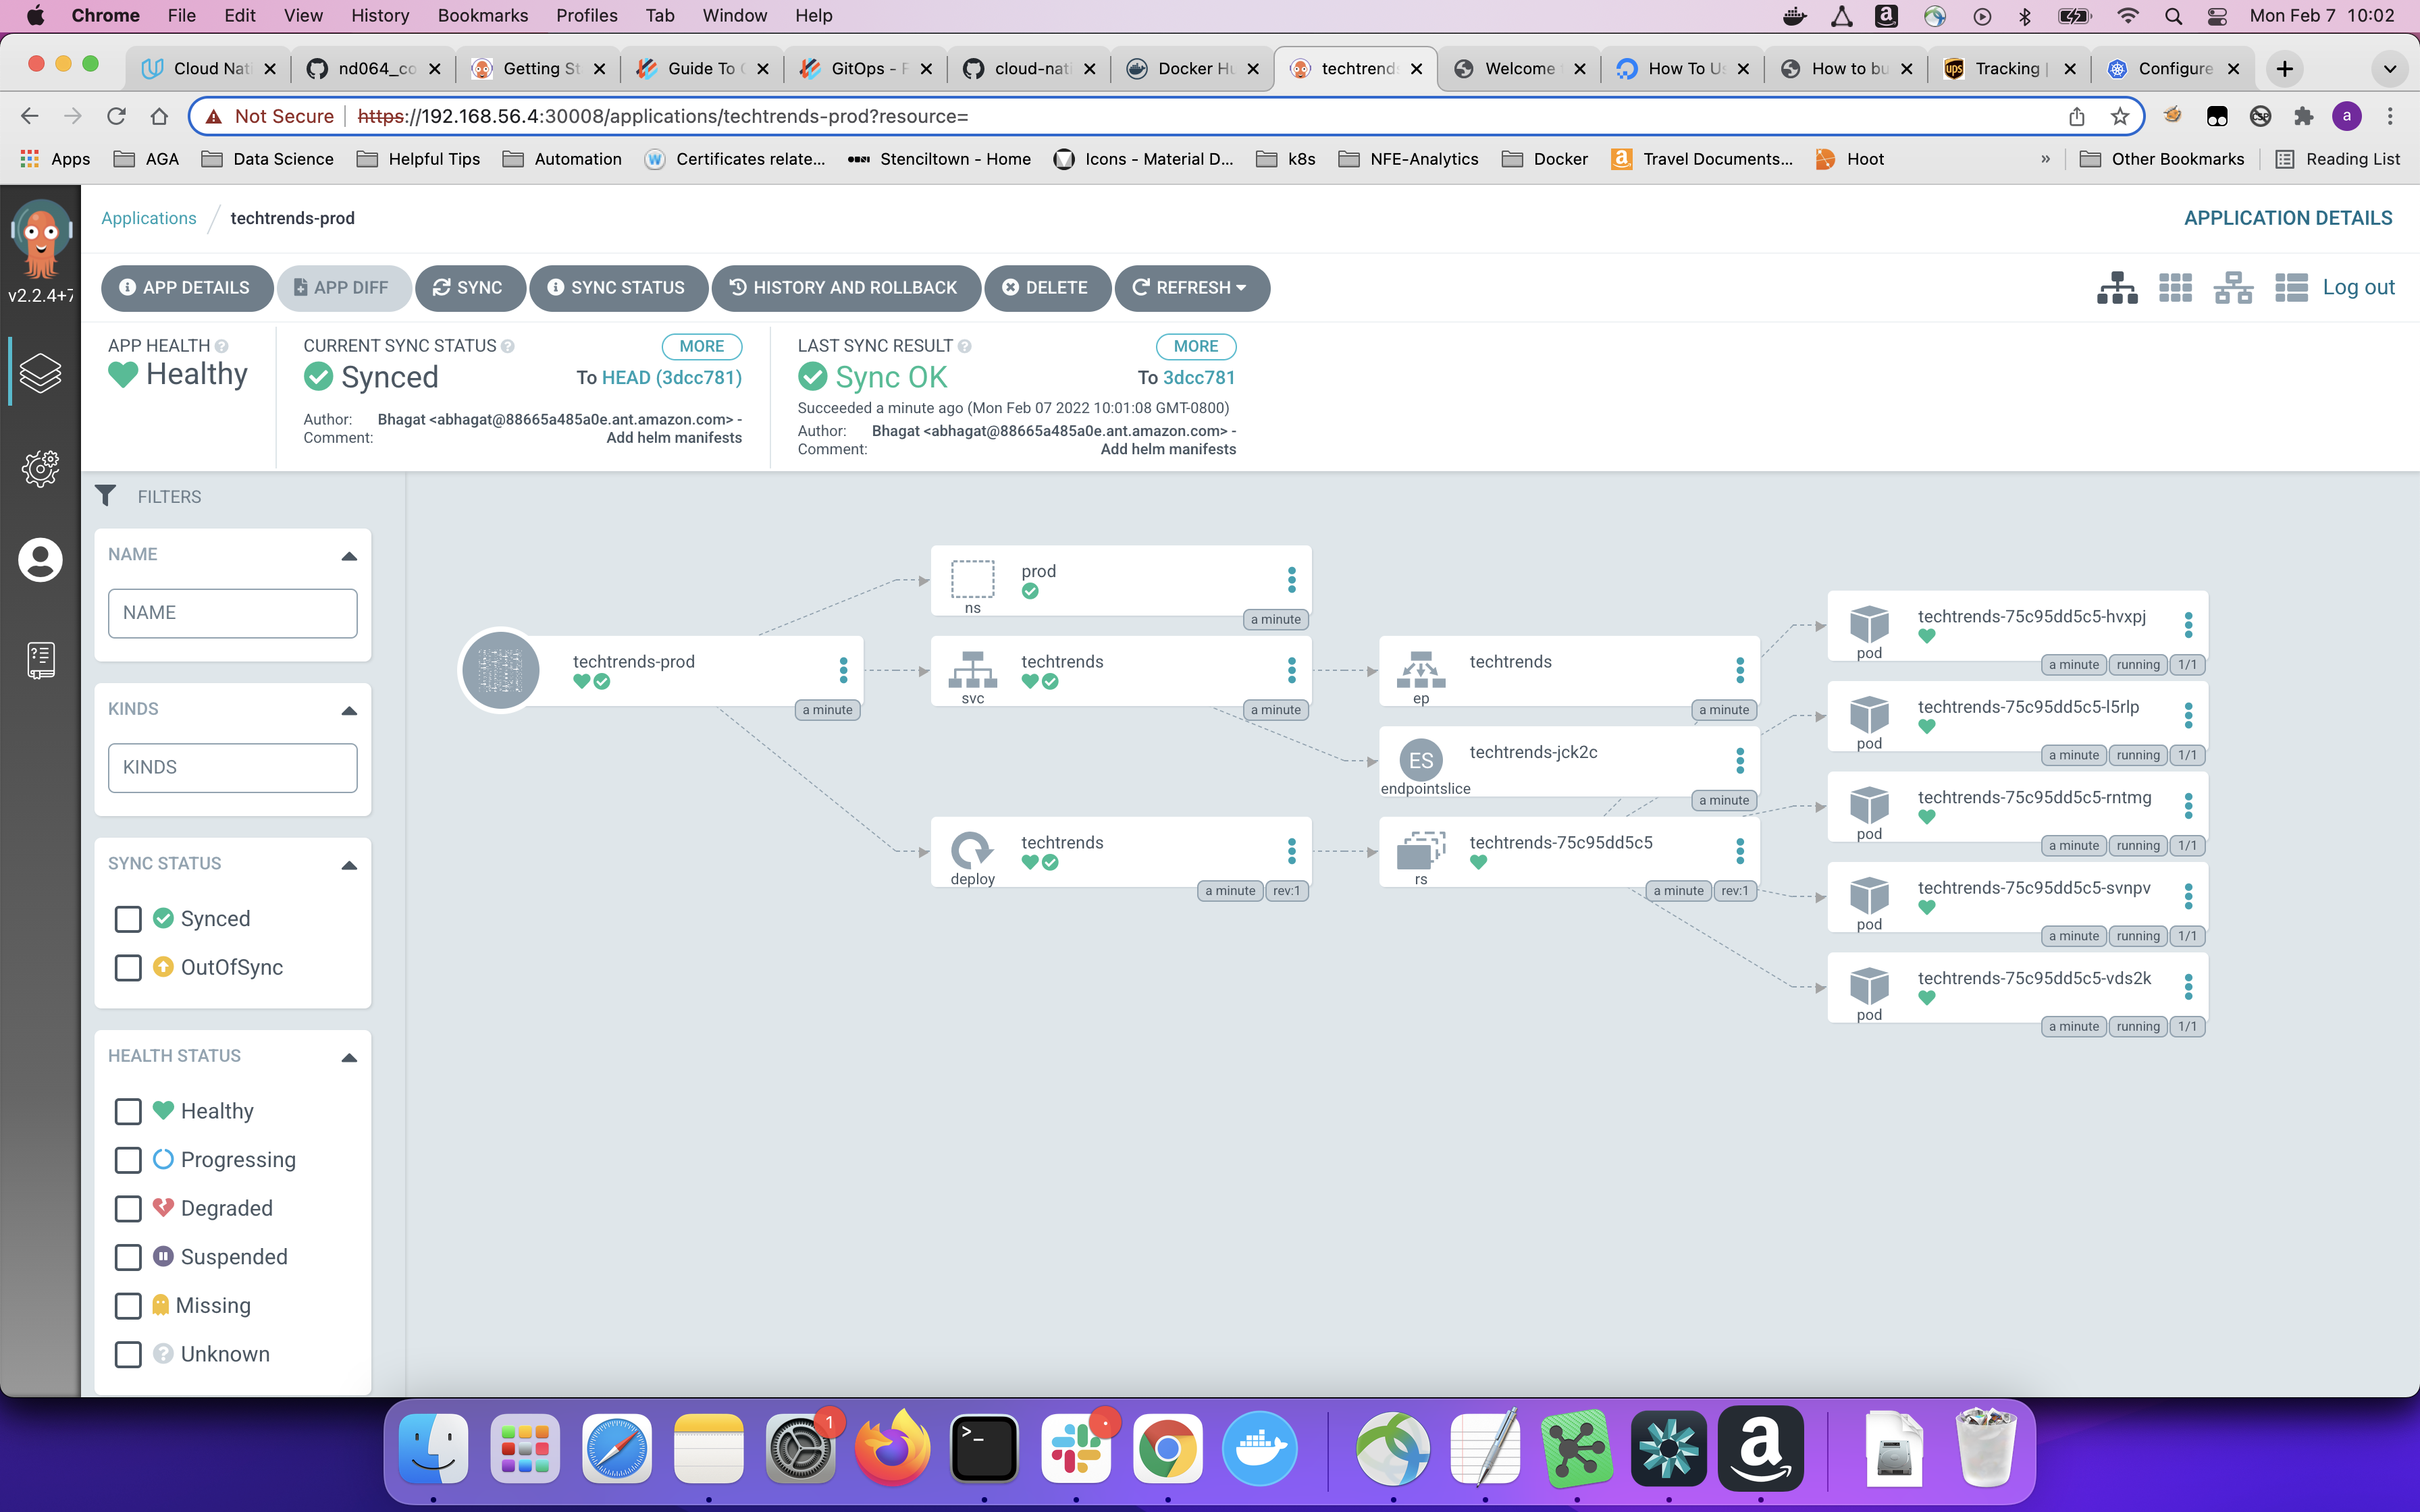 Chrome File Edit View History Bookmarks Profiles Tab Window Help Mon Feb 7 10:02
Cloud Nati nd064_co Getting St Guide To GitOps - F cloud-nati Docker Hu techtrend Welcome How To Us How to bu Tracking | Configure
Not Secure https://192.168.56.4:30008/applications/techtrends-prod?resource=
Apps AGA Data Science Helpful Tips Automation Certificates relate... Stenciltown - Home Icons - Material D... k8s NFE-Analytics Docker Travel Documents... Hoot » Other Bookmarks Reading List
Applications / techtrends-prod APPLICATION DETAILS
v2.2.4+7
APP DETAILS APP DIFF SYNC SYNC STATUS HISTORY AND ROLLBACK DELETE REFRESH Log out
APP HEALTH
Healthy
CURRENT SYNC STATUS MORE
Synced To HEAD (3dcc781)
Author: Bhagat <abhagat@88665a485a0e.ant.amazon.com> -
Comment: Add helm manifests
LAST SYNC RESULT MORE
Sync OK To 3dcc781
Succeeded a minute ago (Mon Feb 07 2022 10:01:08 GMT-0800)
Author: Bhagat <abhagat@88665a485a0e.ant.amazon.com> -
Comment: Add helm manifests
FILTERS
NAME
NAME
KINDS
KINDS
SYNC STATUS
Synced
OutOfSync
HEALTH STATUS
Healthy
Progressing
Degraded
Suspended
Missing
Unknown
techtrends-prod
a minute
prod
ns
a minute
techtrends
svc
a minute
techtrends
deploy
a minute rev:1
techtrends
ep
a minute
ES
techtrends-jck2c
endpointslice
a minute
techtrends-75c95dd5c5
rs
a minute rev:1
techtrends-75c95dd5c5-hvxpj
pod
a minute running 1/1
techtrends-75c95dd5c5-l5rlp
pod
a minute running 1/1
techtrends-75c95dd5c5-rntmg
pod
a minute running 1/1
techtrends-75c95dd5c5-svnpv
pod
a minute running 1/1
techtrends-75c95dd5c5-vds2k
pod
a minute running 1/1
1